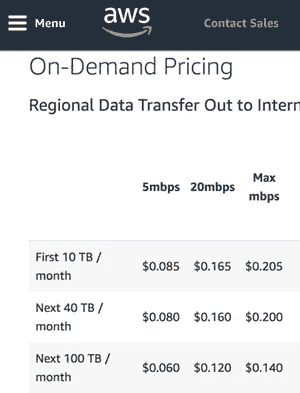 Menu
aws
Contact Sales
On-Demand Pricing
Regional Data Transfer Out to Intern
5mbps 20mbps Max
mbps
First 10 TB /
month
$0.085 $0.165 $0.205
Next 40 TB /
month
$0.080 $0.160 $0.200
Next 100 TB /
month
$0.060 $0.120 $0.140